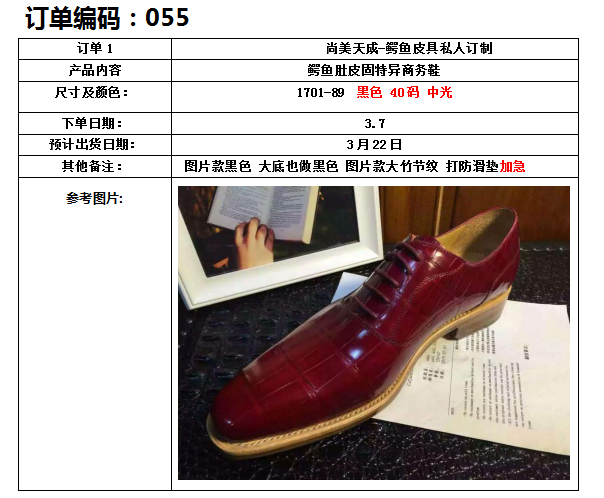 订单编码：055
订单 1 尚美天成-鳄鱼皮具私人订制
产品内容 鳄鱼肚皮固特异商务鞋
尺寸及颜色： 1701-89 黑色 40码 中光
下单日期： 3.7
预计出货日期： 3月22日
其他备注： 图片款黑色 大底也做黑色 图片款大竹节纹 打防滑垫加急
参考图片: